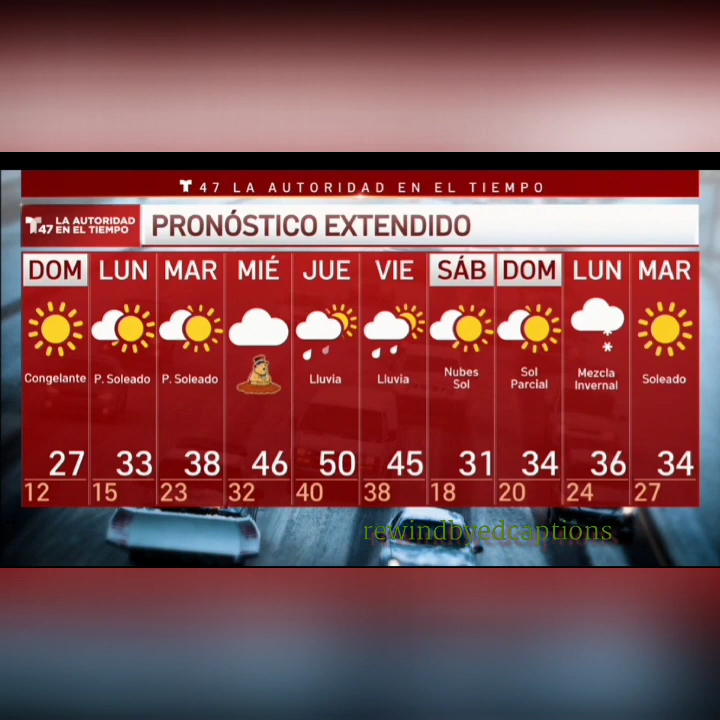 T 47 LA AUTORIDAD EN EL TIEMPO
T47 LA AUTORIDAD
EN EL TIEMPO
PRONÓSTICO EXTENDIDO
DOM LUN MAR MIÉ JUE VIE SÁB DOM LUN MAR
Congelante P. Soleado P. Soleado Lluvia Lluvia Nubes Sol Sol Parcial Mezcla Invernal Soleado
27 33 38 46 50 45 31 34 36 34
12 15 23 32 40 38 18 20 24 27
rewindbyedcaptions